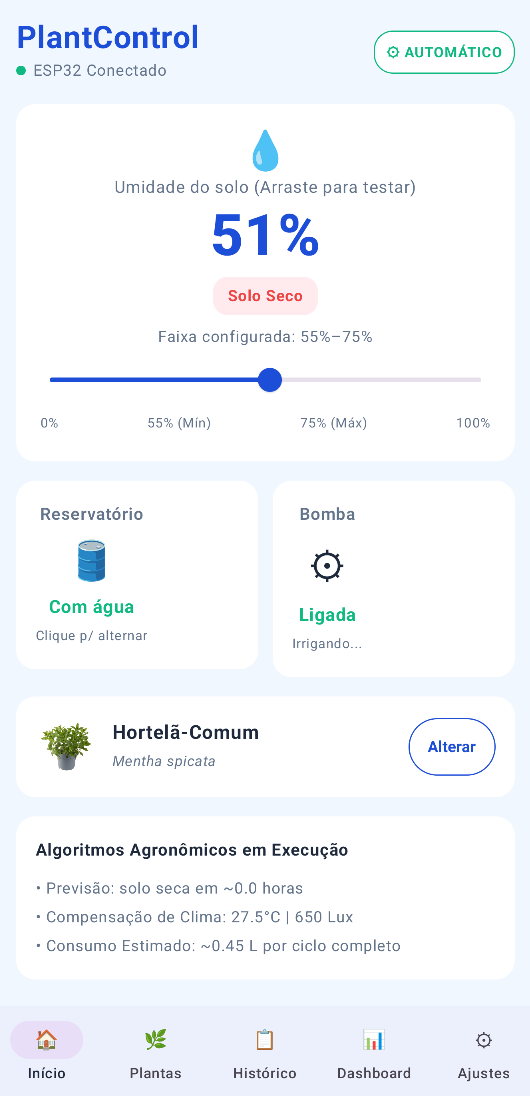 PlantControl
ESP32 Conectado
AUTOMÁTICO
Umidade do solo (Arraste para testar)
51%
Solo Seco
Faixa configurada: 55%–75%
0% 55% (Mín) 75% (Máx) 100%
Reservatório
Com água
Clique p/ alternar
Bomba
Ligada
Irrigando...
Hortelã-Comum
Mentha spicata
Alterar
Algoritmos Agronômicos em Execução
• Previsão: solo seca em ~0.0 horas
• Compensação de Clima: 27.5°C | 650 Lux
• Consumo Estimado: ~0.45 L por ciclo completo
Início Plantas Histórico Dashboard Ajustes